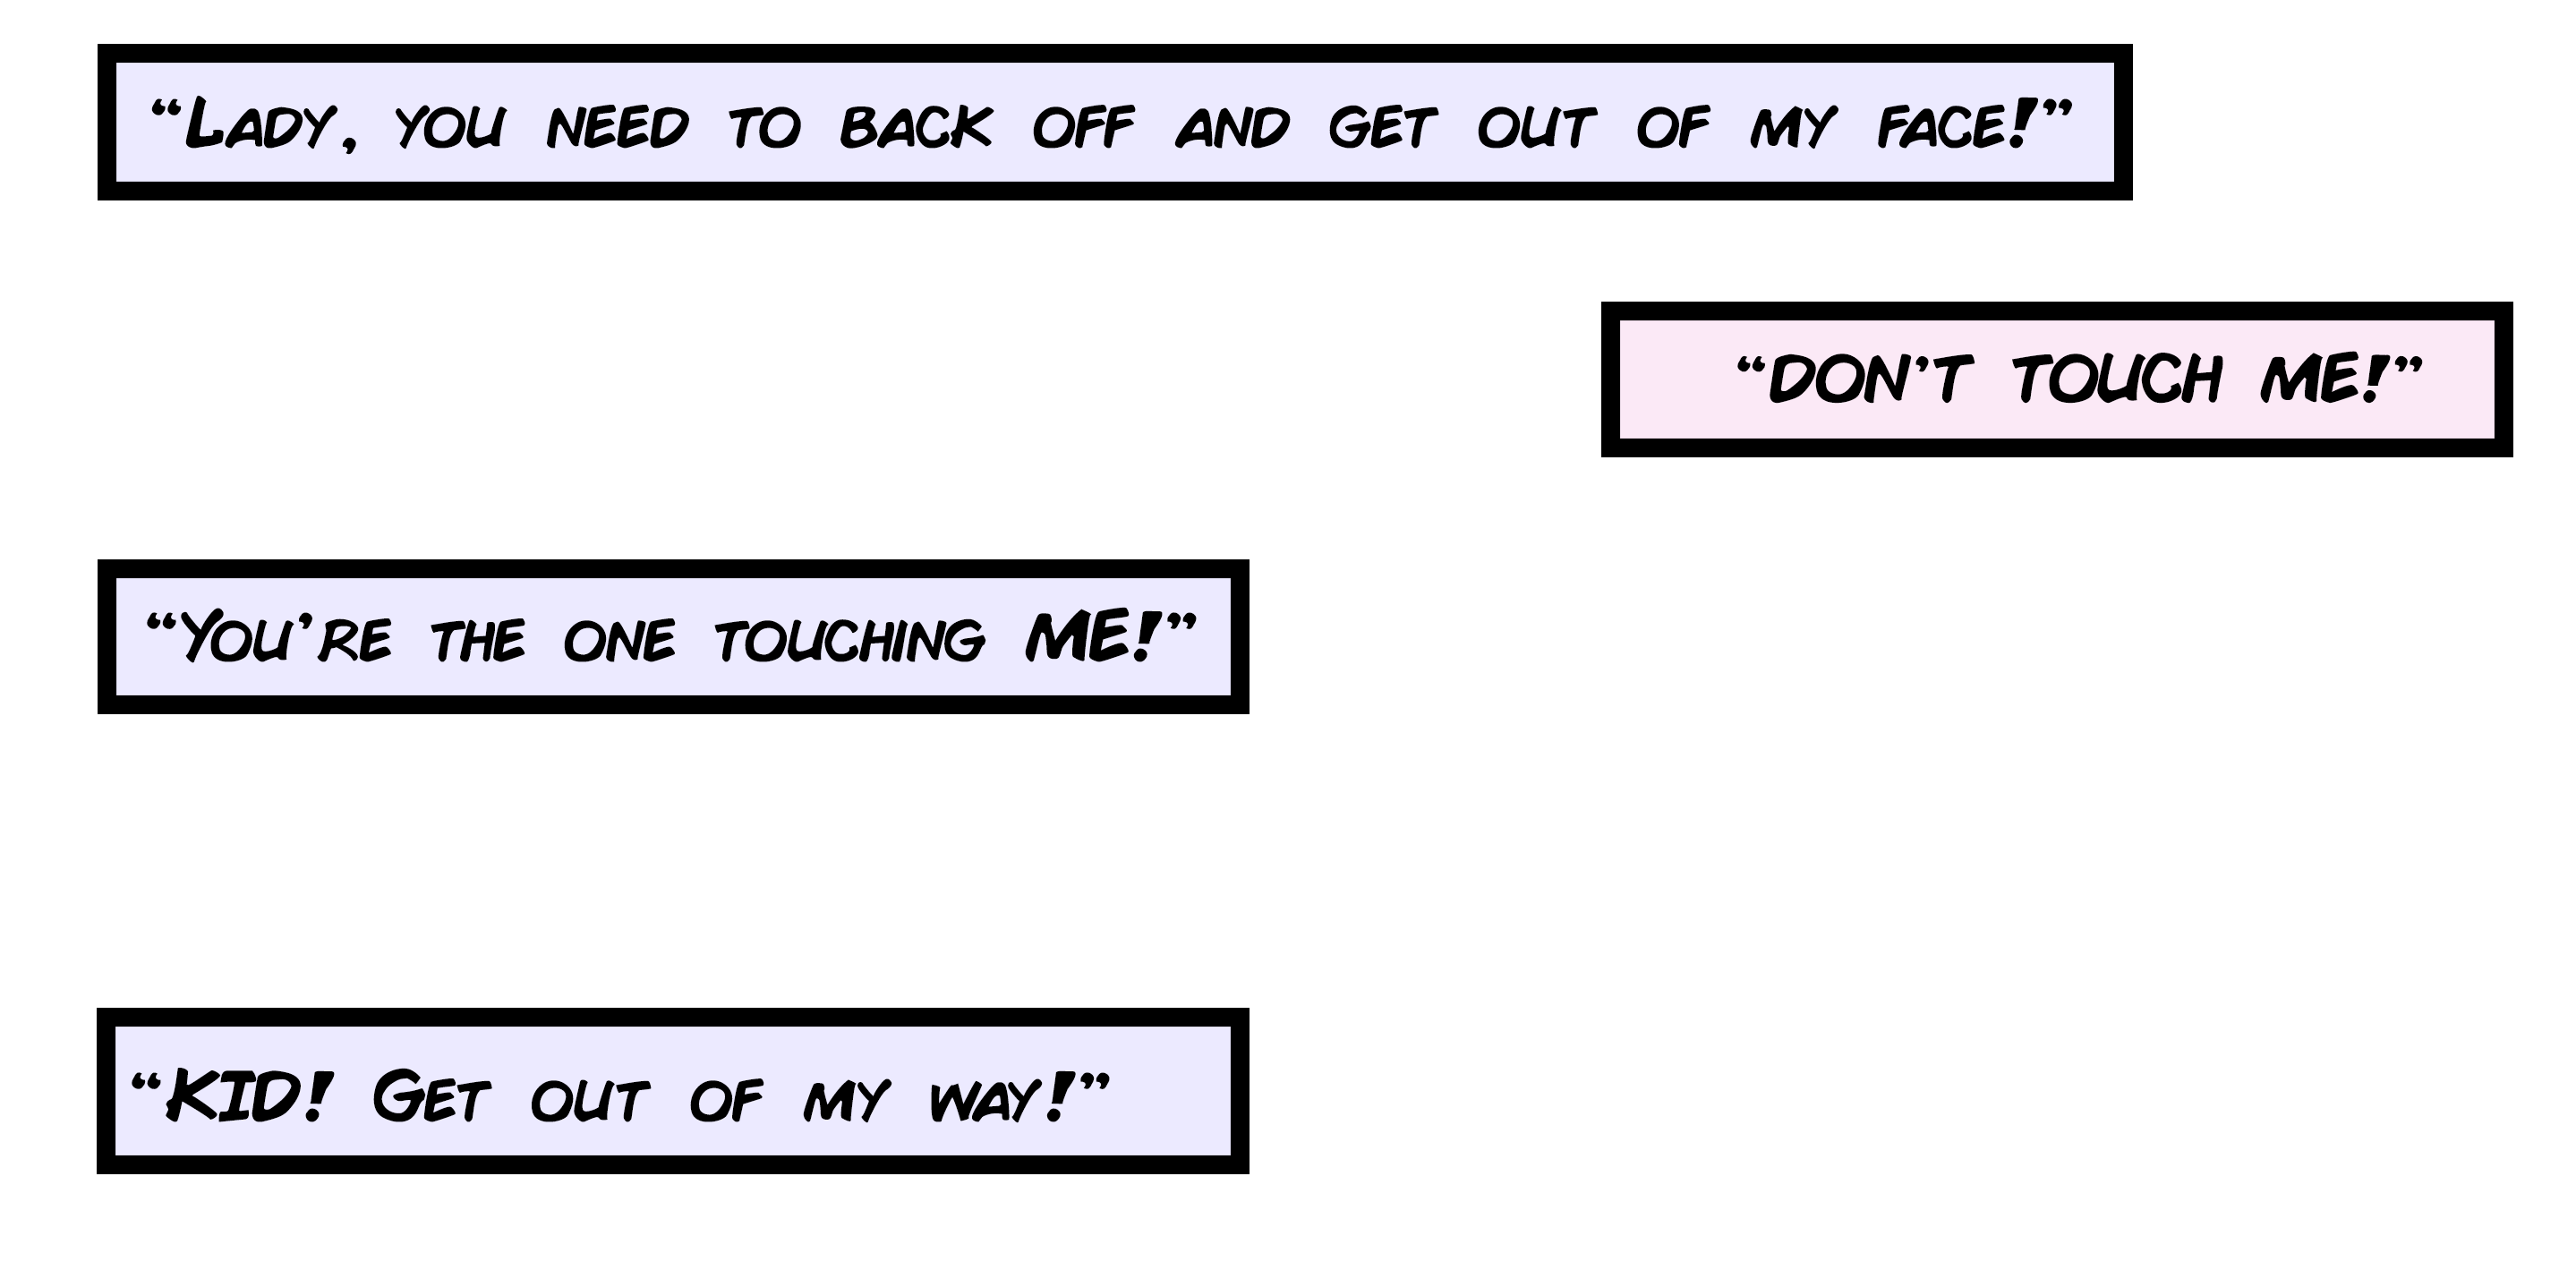 “Lady, you need to back off and get out of my face!”
“DON’T TOUCH ME!”
“You’re the one touching ME!”
“KID! Get out of my way!”